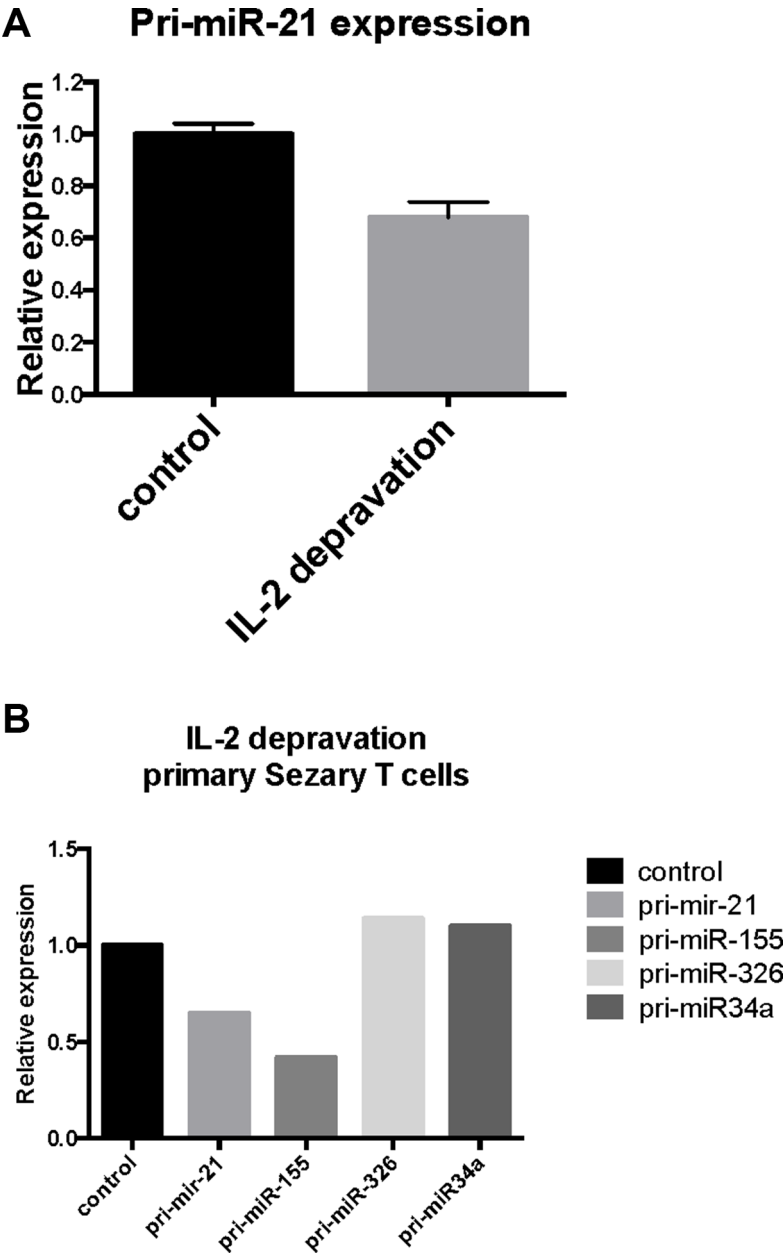 A
Pri-miR-21 expression
Relative expression
1.2
1.0
0.8
0.6
0.4
0.2
0.0
control
IL-2 depravation
B
IL-2 depravation
primary Sezary T cells
Relative expression
1.5
1.0
0.5
0.0
control
pri-mir-21
pri-miR-155
pri-miR-326
pri-miR34a
control
pri-mir-21
pri-miR-155
pri-miR-326
pri-miR34a